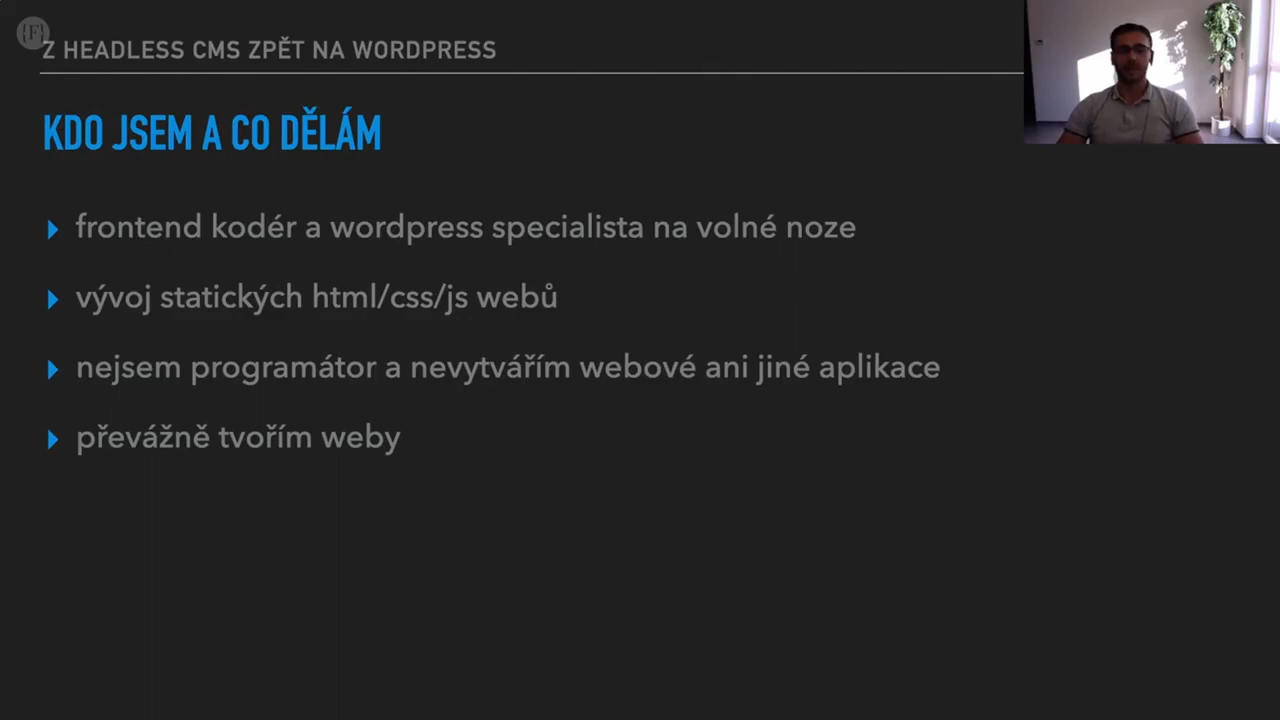 {F}
Z HEADLESS CMS ZPĚT NA WORDPRESS
KDO JSEM A CO DĚLÁM
frontend kodér a wordpress specialista na volné noze
vývoj statických html/css/js webů
nejsem programátor a nevytvářím webové ani jiné aplikace
převážně tvořím weby